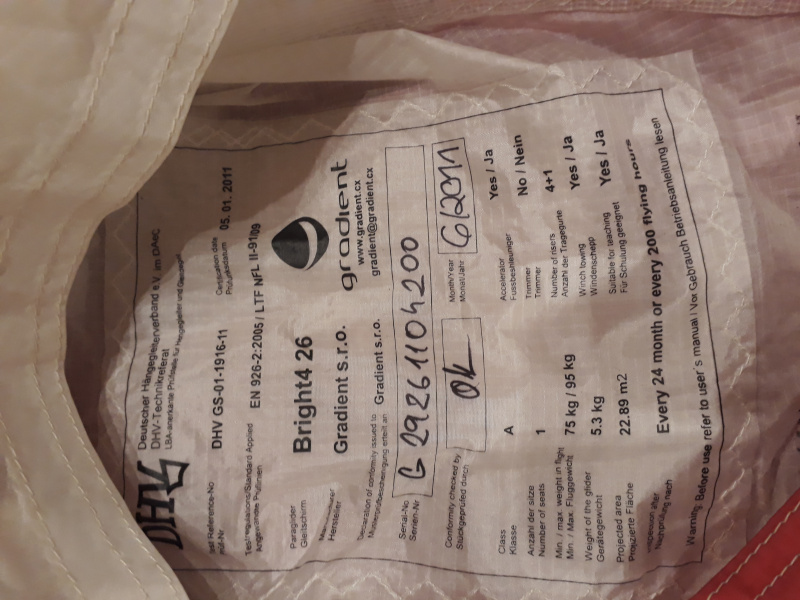 DHV
Deutscher Hängegleiterverband e.V. im DAeC
DHV-Technikreferat
LBA-anerkannte Prüfstelle für Hängegleiter und
Reference-No DHV GS-01-1916-11 Certification date 05. 01. 2011
Test regulations/Standard Applied EN 926-2:2005 / LTF NFL II-91/09
Paraglider
Gleitschirm Bright4 26
Hersteller Gradient s.r.o.
gradient
www.gradient.cx
gradient@gradient.cx
of conformity issued to
erteilt an Gradient s.r.o.
Serial-No
Serien-Nr. G 29261104200
Conformity checked by
Stückgeprüft durch OK
Month/Year
Monat/Jahr 6/2011
Class
Klasse A
Accelerator
Fussbeschleuniger Yes / Ja
Anzahl der sitze
Number of seats 1
Trimmer
Trimmer No / Nein
Min. / max. weight in flight
Min. / Max. Fluggewicht 75 kg / 95 kg
Number of risers
Anzahl der Tragegurte 4+1
Weight of the glider
Gerätegewicht 5.3 kg
Winch towing
Windenschlepp Yes / Ja
Projected area
Projizierte Fläche 22.89 m2
Suitable for teaching
Für Schulung geeignet Yes / Ja
Nachprüfung nach Every 24 month or every 200 flying hours
Warning, Before use refer to user's manual / Vor Gebrauch Betriebsanleitung lesen